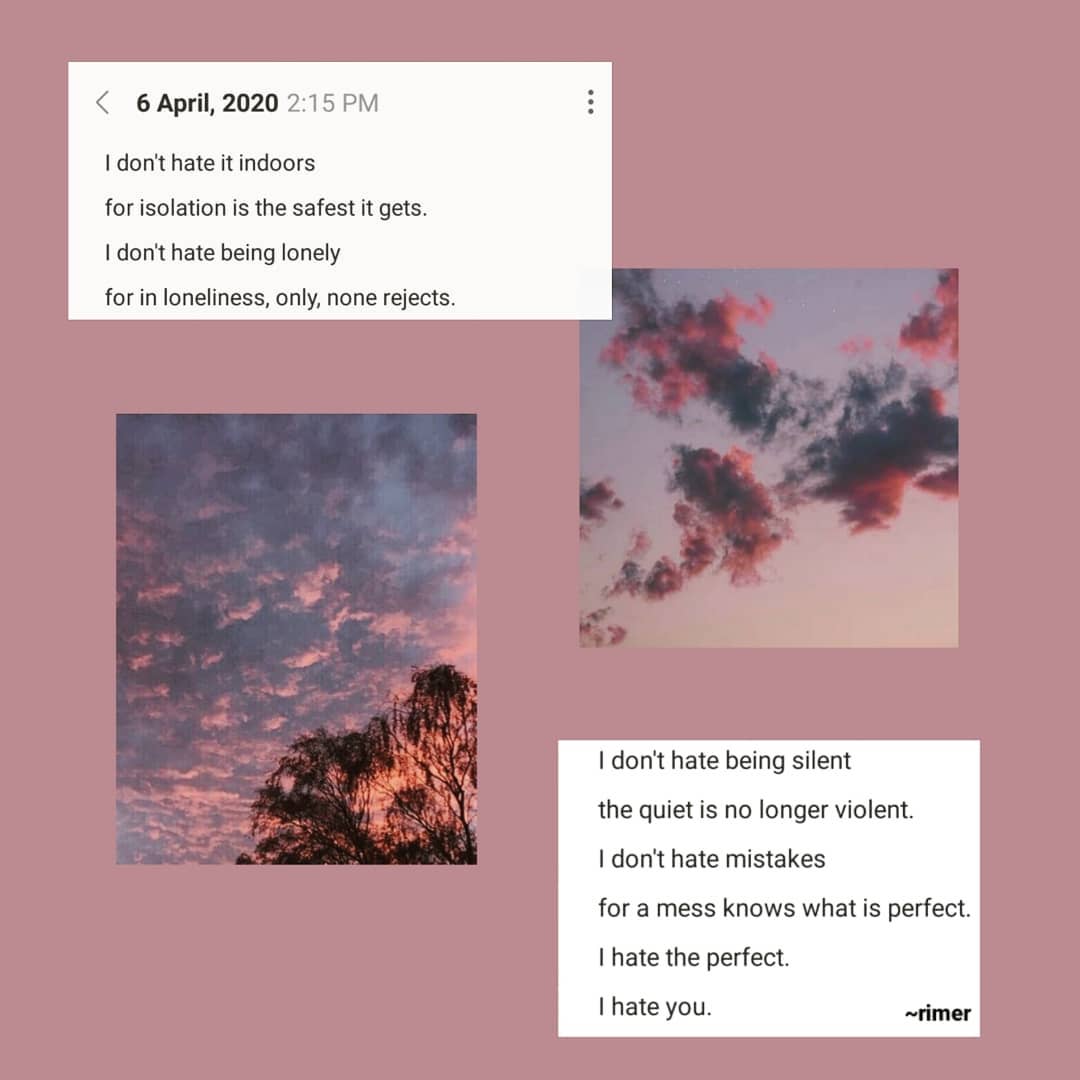 6 April, 2020 2:15 PM
I don't hate it indoors
for isolation is the safest it gets.
I don't hate being lonely
for in loneliness, only, none rejects.
I don't hate being silent
the quiet is no longer violent.
I don't hate mistakes
for a mess knows what is perfect.
I hate the perfect.
I hate you.
~rimer